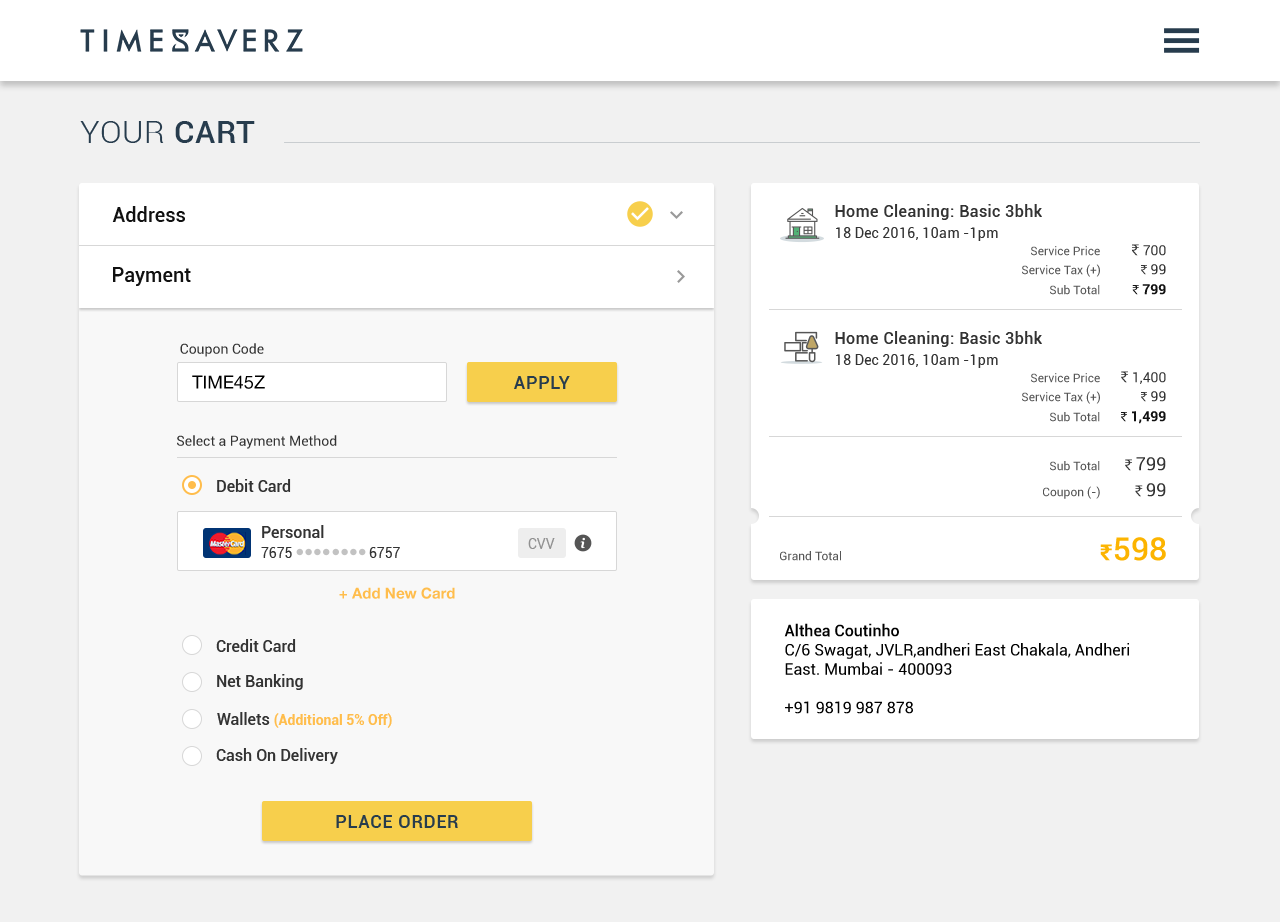 TIMESAVERZ
YOUR CART
Address
Payment
Coupon Code
TIME45Z
APPLY
Select a Payment Method
Debit Card
MasterCard
Personal
7675 •••••••• 6757
CVV
i
+ Add New Card
Credit Card
Net Banking
Wallets (Additional 5% Off)
Cash On Delivery
PLACE ORDER
Home Cleaning: Basic 3bhk
18 Dec 2016, 10am -1pm
Service Price ₹ 700
Service Tax (+) ₹ 99
Sub Total ₹ 799
Home Cleaning: Basic 3bhk
18 Dec 2016, 10am -1pm
Service Price ₹ 1,400
Service Tax (+) ₹ 99
Sub Total ₹ 1,499
Sub Total ₹ 799
Coupon (-) ₹ 99
Grand Total ₹598
Althea Coutinho
C/6 Swagat, JVLR,andheri East Chakala, Andheri
East. Mumbai - 400093
+91 9819 987 878